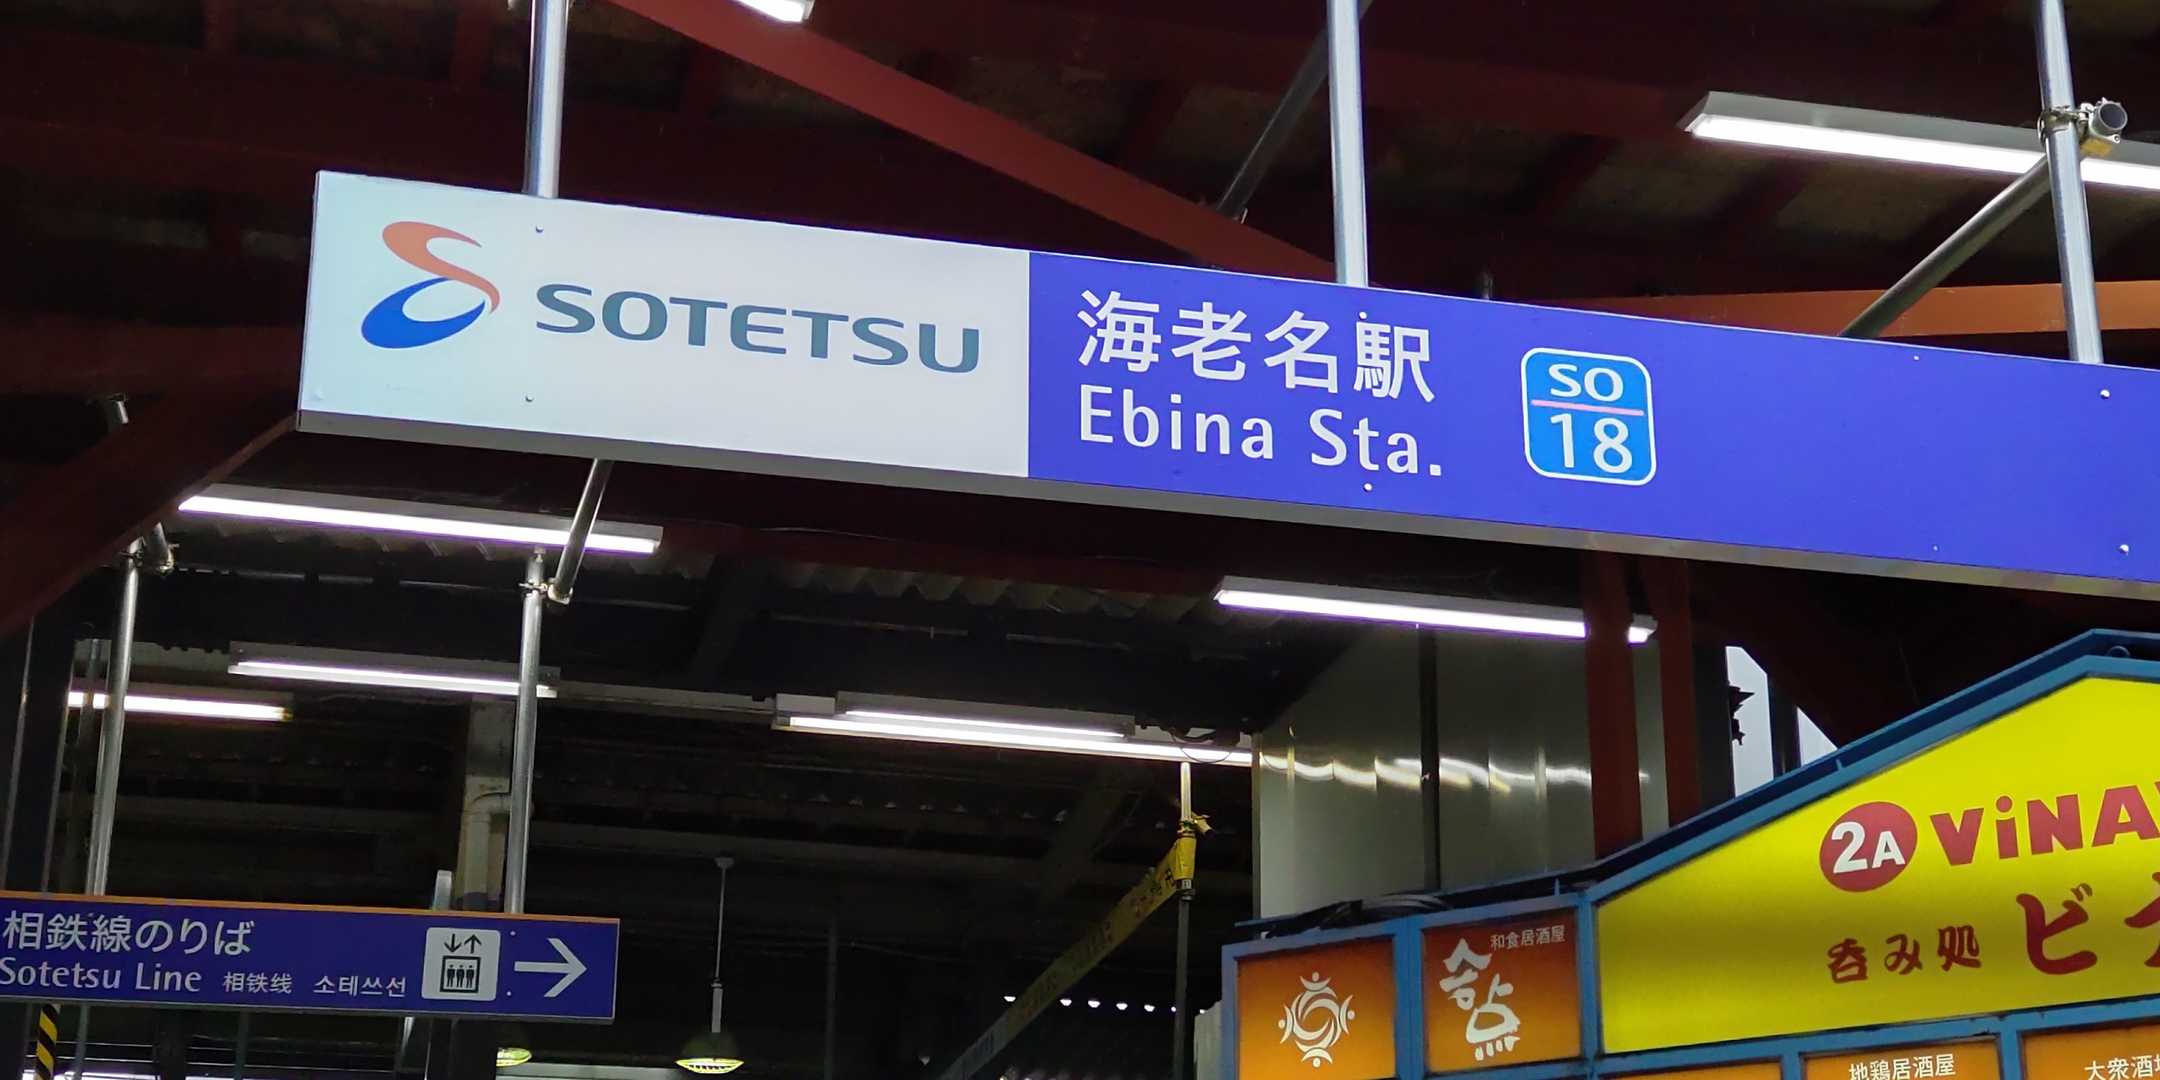 SOTETSU
海老名駅
Ebina Sta.
SO
18
相鉄線のりば
Sotetsu Line 相铁线 소테쓰선
2A ViNA
呑み処 ビ
和食居酒屋
地鶏居酒屋
大衆酒